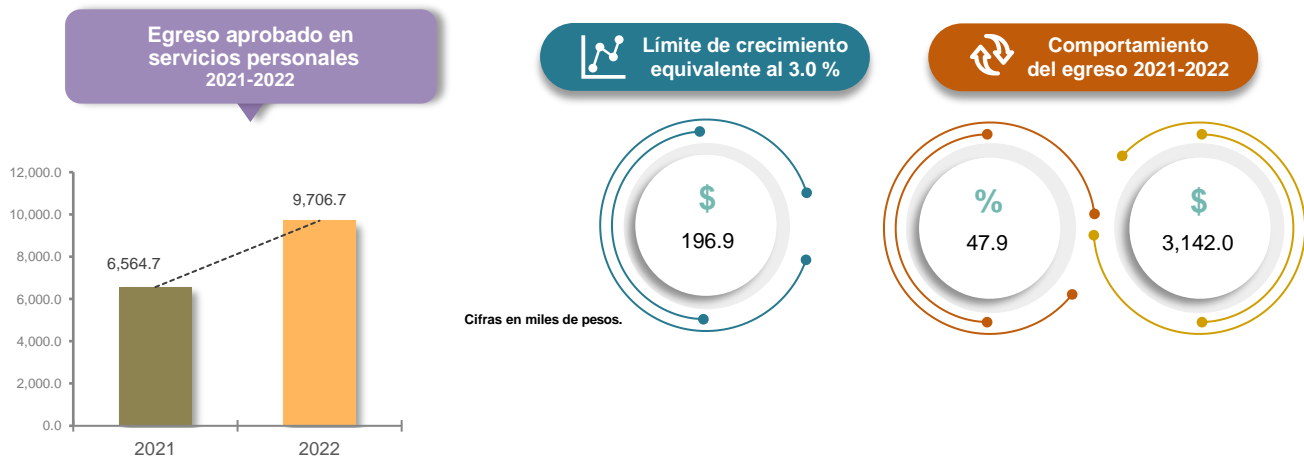 Egreso aprobado en
servicios personales
2021-2022
12,000.0
10,000.0
8,000.0
6,000.0
4,000.0
2,000.0
0.0
6,564.7
9,706.7
2021
2022
Límite de crecimiento
equivalente al 3.0 %
$
196.9
Cifras en miles de pesos.
Comportamiento
del egreso 2021-2022
%
47.9
$
3,142.0